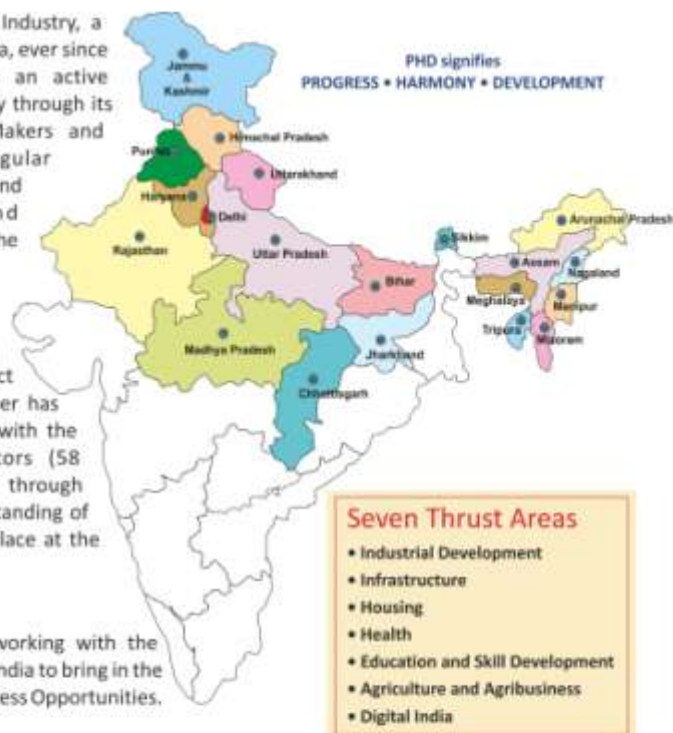 Industry, a
a, ever since
an active
y through its
Makers and
gular
nd
nd
he
ct
er has
with the
tors (58
through
tanding of
lace at the
working with the
India to bring in the
ess Opportunities.
PHD signifies
PROGRESS • HARMONY • DEVELOPMENT
Jammu
&
Kashmir
Himachal Pradesh
Punjab
Uttarakhand
Haryana
Delhi
Rajasthan
Uttar Pradesh
Bihar
Sikkim
Arunachal Pradesh
Assam
Nagaland
Meghalaya
Manipur
Tripura
Mizoram
Madhya Pradesh
Jharkhand
Chhattisgarh
Seven Thrust Areas
• Industrial Development
• Infrastructure
• Housing
• Health
• Education and Skill Development
• Agriculture and Agribusiness
• Digital India